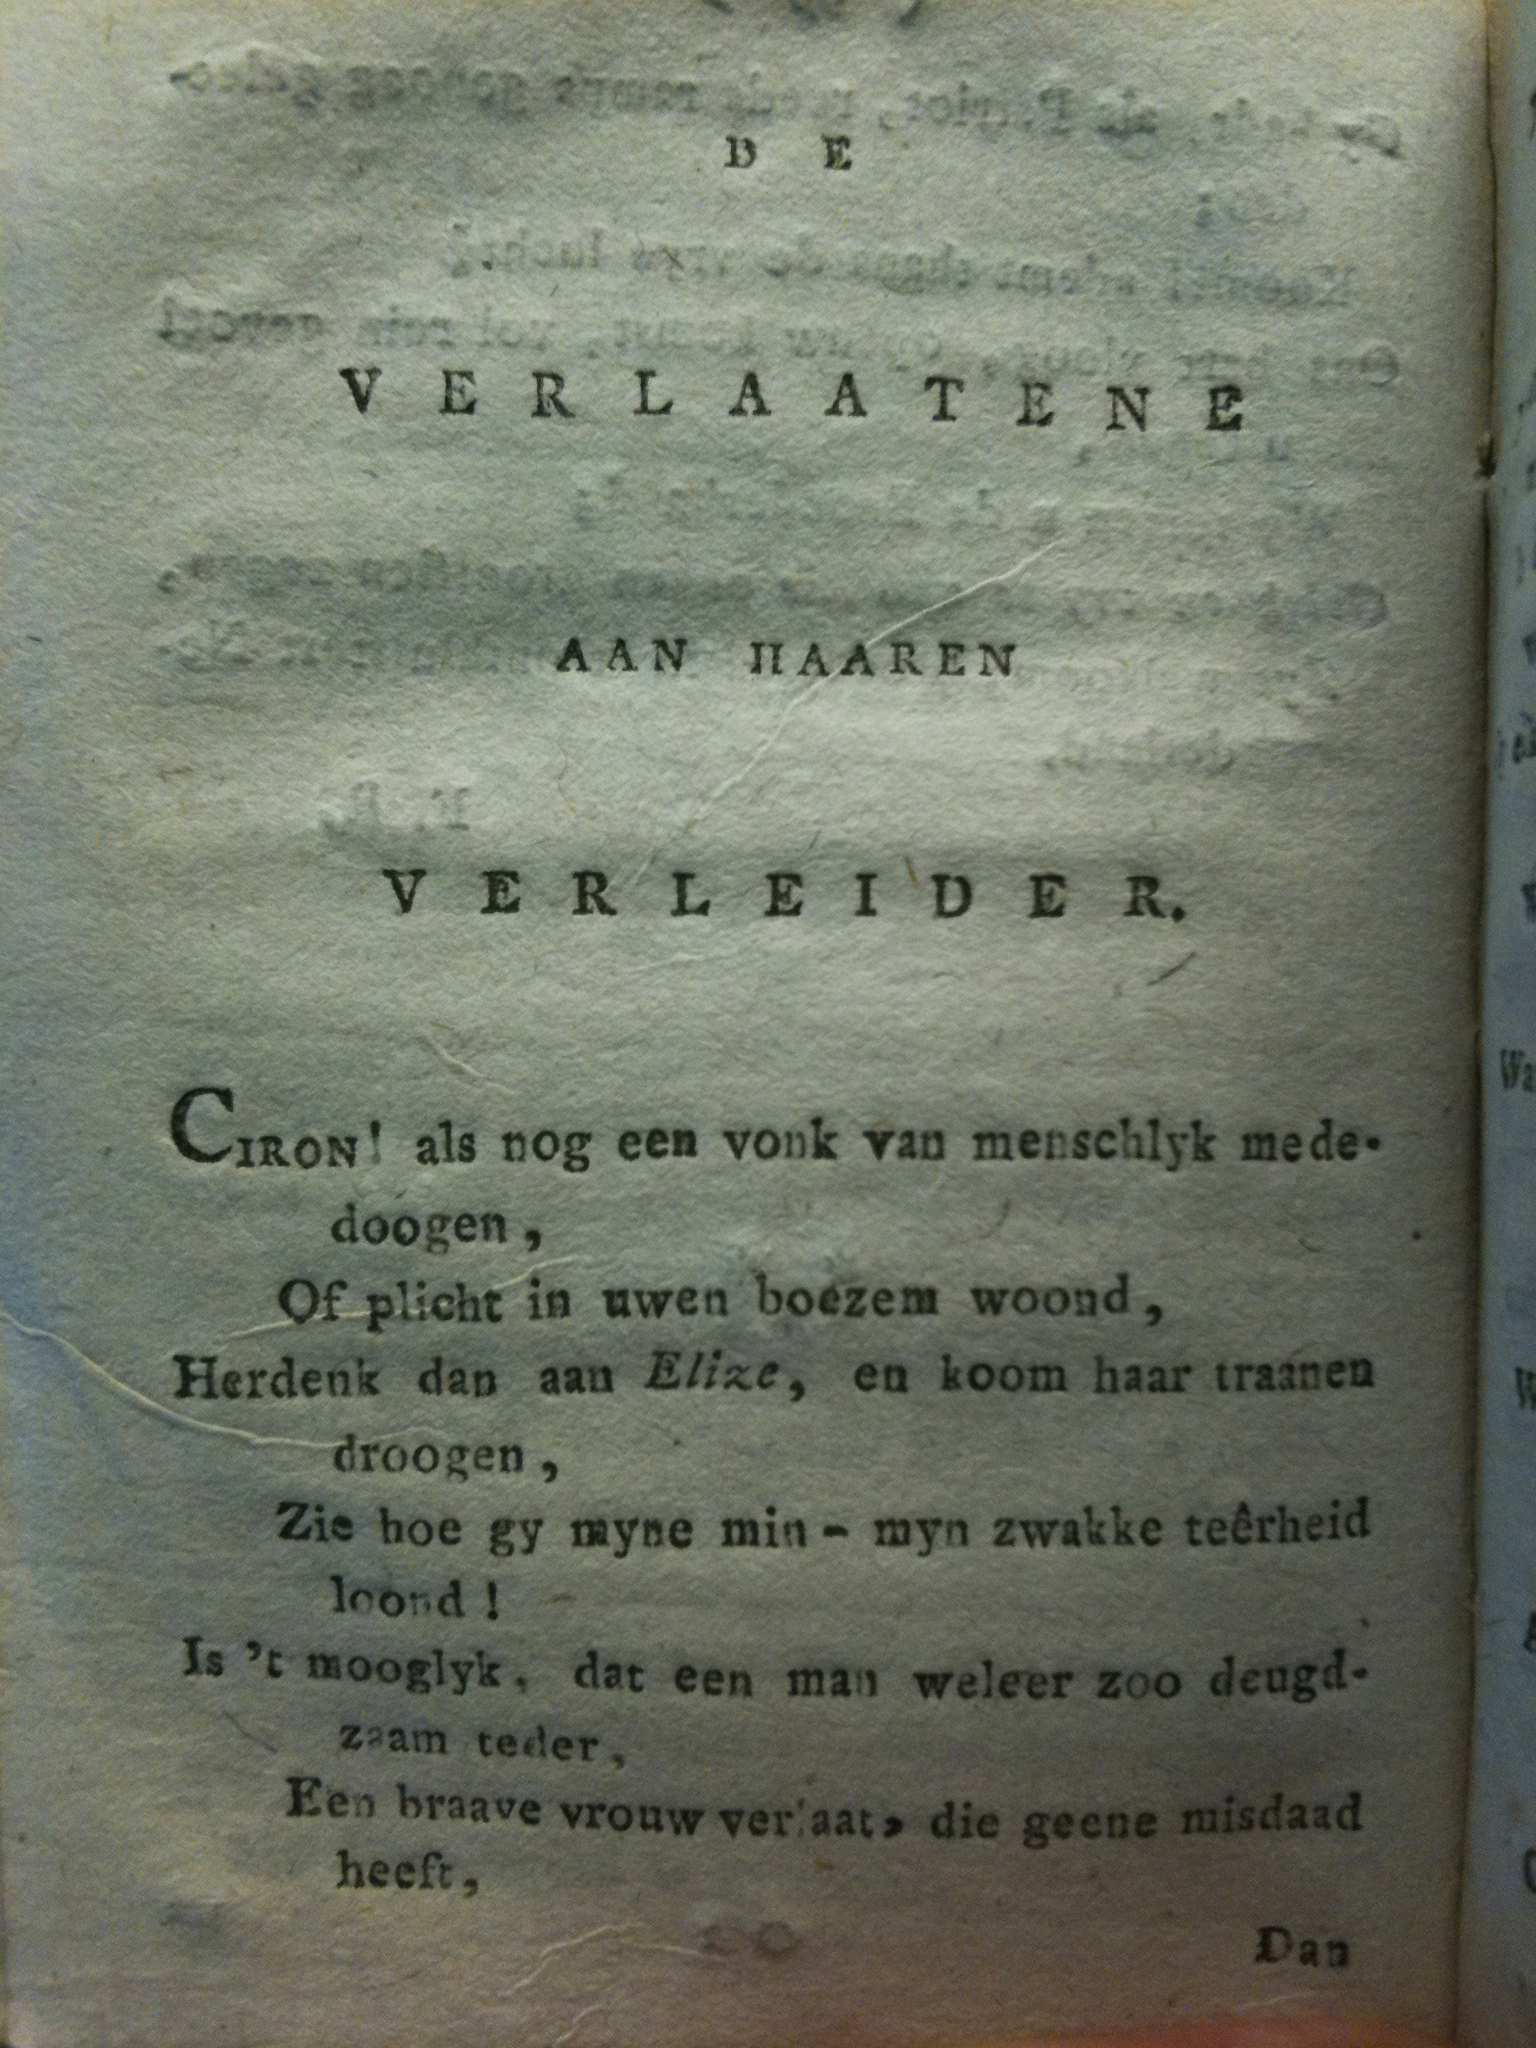 DE
VERLAATENE
AAN HAAREN
VERLEIDER.
CIRON! als nog een vonk van menschlyk mede-
doogen,
Of plicht in uwen boezem woond,
Herdenk dan aan Elize, en koom haar traanen
droogen,
Zie hoe gy myne min - myn zwakke teêrheid
loond!
Is 't mooglyk, dat een man weleer zoo deugd-
zaam teder,
Een braave vrouw verlaat, die geene misdaad
heeft,
Dan